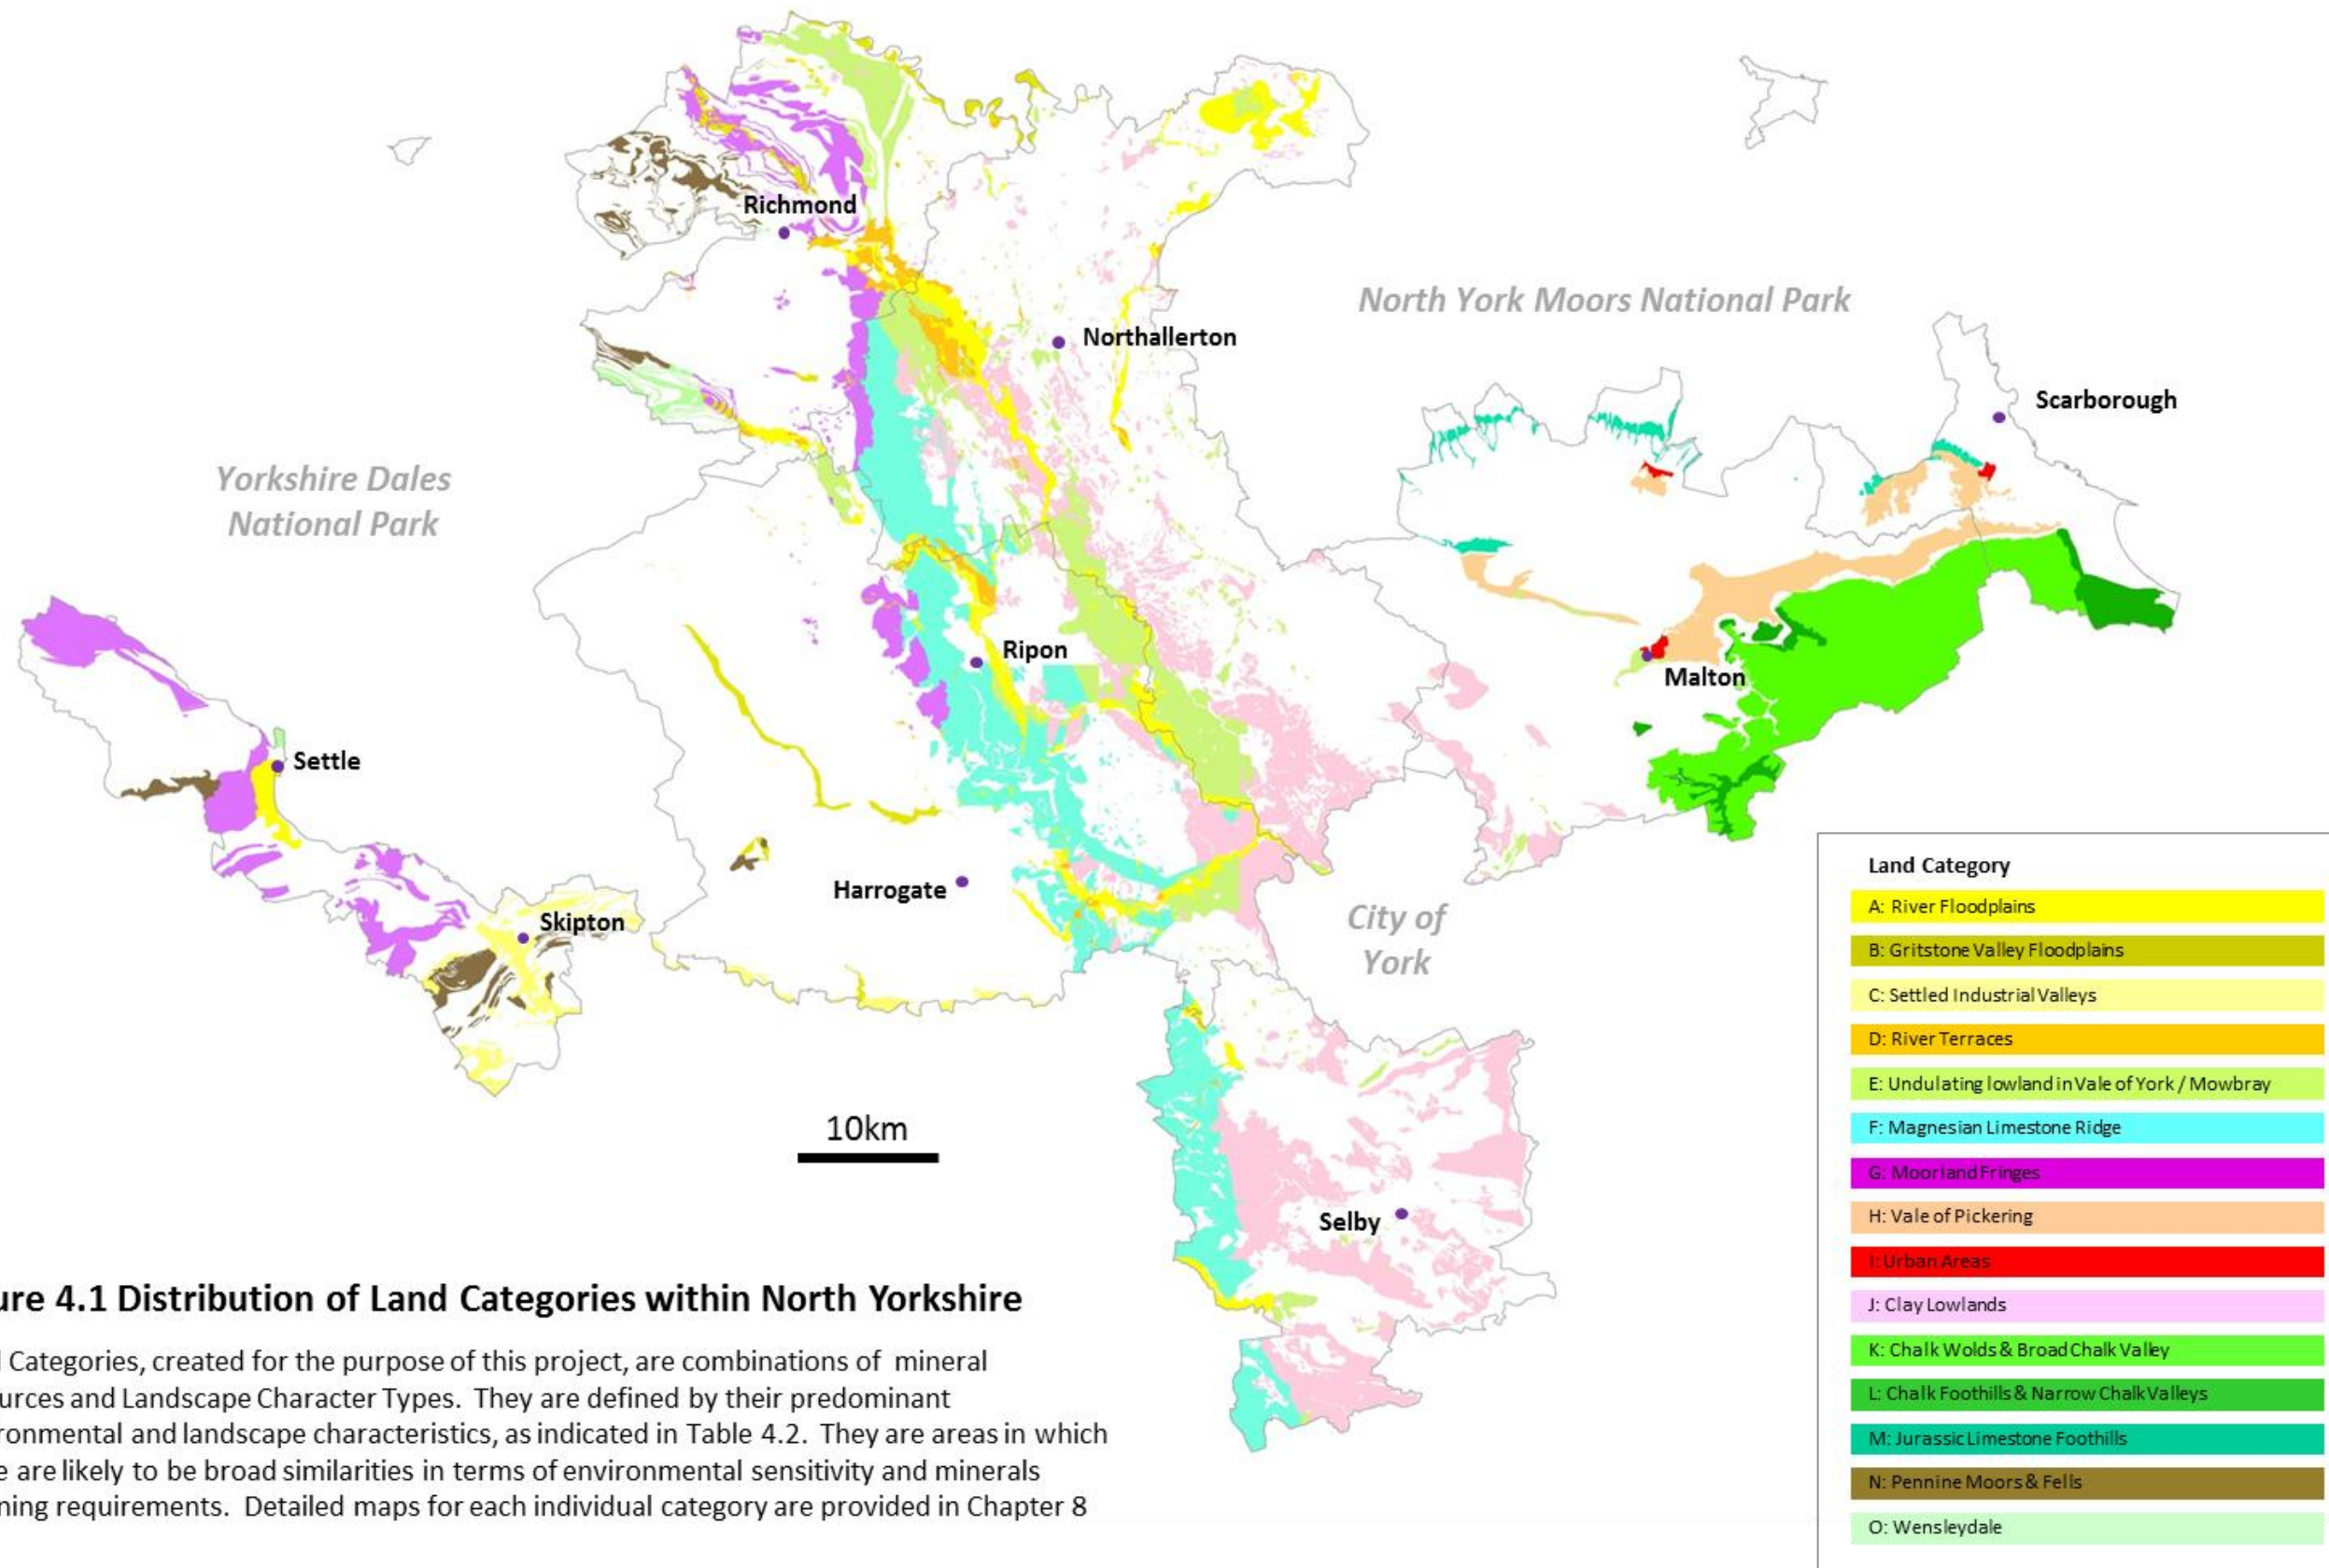 Richmond
North York Moors National Park
Northallerton
Scarborough
Yorkshire Dales
National Park
Ripon
Malton
Settle
Harrogate
Skipton
City of
York
10km
Selby
Land Category
A: River Floodplains
B: Gritstone Valley Floodplains
C: Settled Industrial Valleys
D: River Terraces
E: Undulating lowland in Vale of York / Mowbray
F: Magnesian Limestone Ridge
G: Moorland Fringes
H: Vale of Pickering
I: Urban Areas
J: Clay Lowlands
K: Chalk Wolds & Broad Chalk Valley
L: Chalk Foothills & Narrow Chalk Valleys
M: Jurassic Limestone Foothills
N: Pennine Moors & Fells
O: Wensleydale
ure 4.1 Distribution of Land Categories within North Yorkshire
Categories, created for the purpose of this project, are combinations of mineral
urces and Landscape Character Types. They are defined by their predominant
ronmental and landscape characteristics, as indicated in Table 4.2. They are areas in which
e are likely to be broad similarities in terms of environmental sensitivity and minerals
ning requirements. Detailed maps for each individual category are provided in Chapter 8